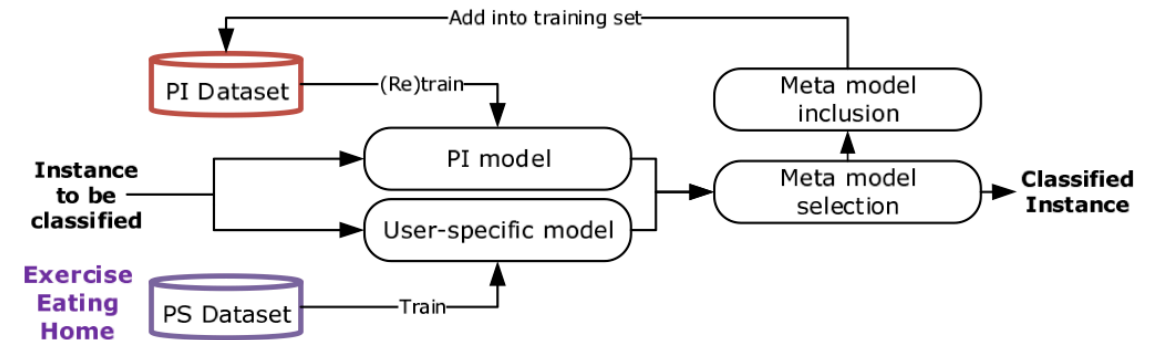 Add into training set
PI Dataset
(Re)train
Meta model
inclusion
PI model
Instance
to be
classified
Meta model
selection
Classified
Instance
User-specific model
Exercise
Eating
Home
PS Dataset
Train